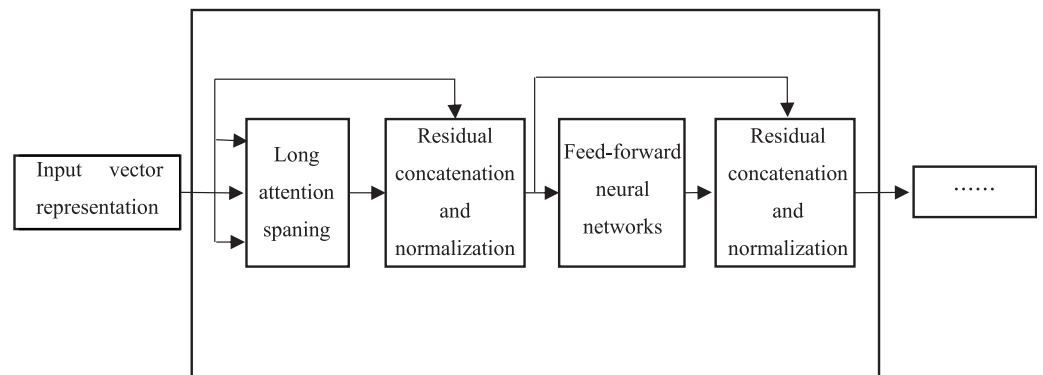 Input vector
representation
Long
attention
spaning
Residual
concatenation
and
normalization
Feed-forward
neural
networks
Residual
concatenation
and
normalization
......